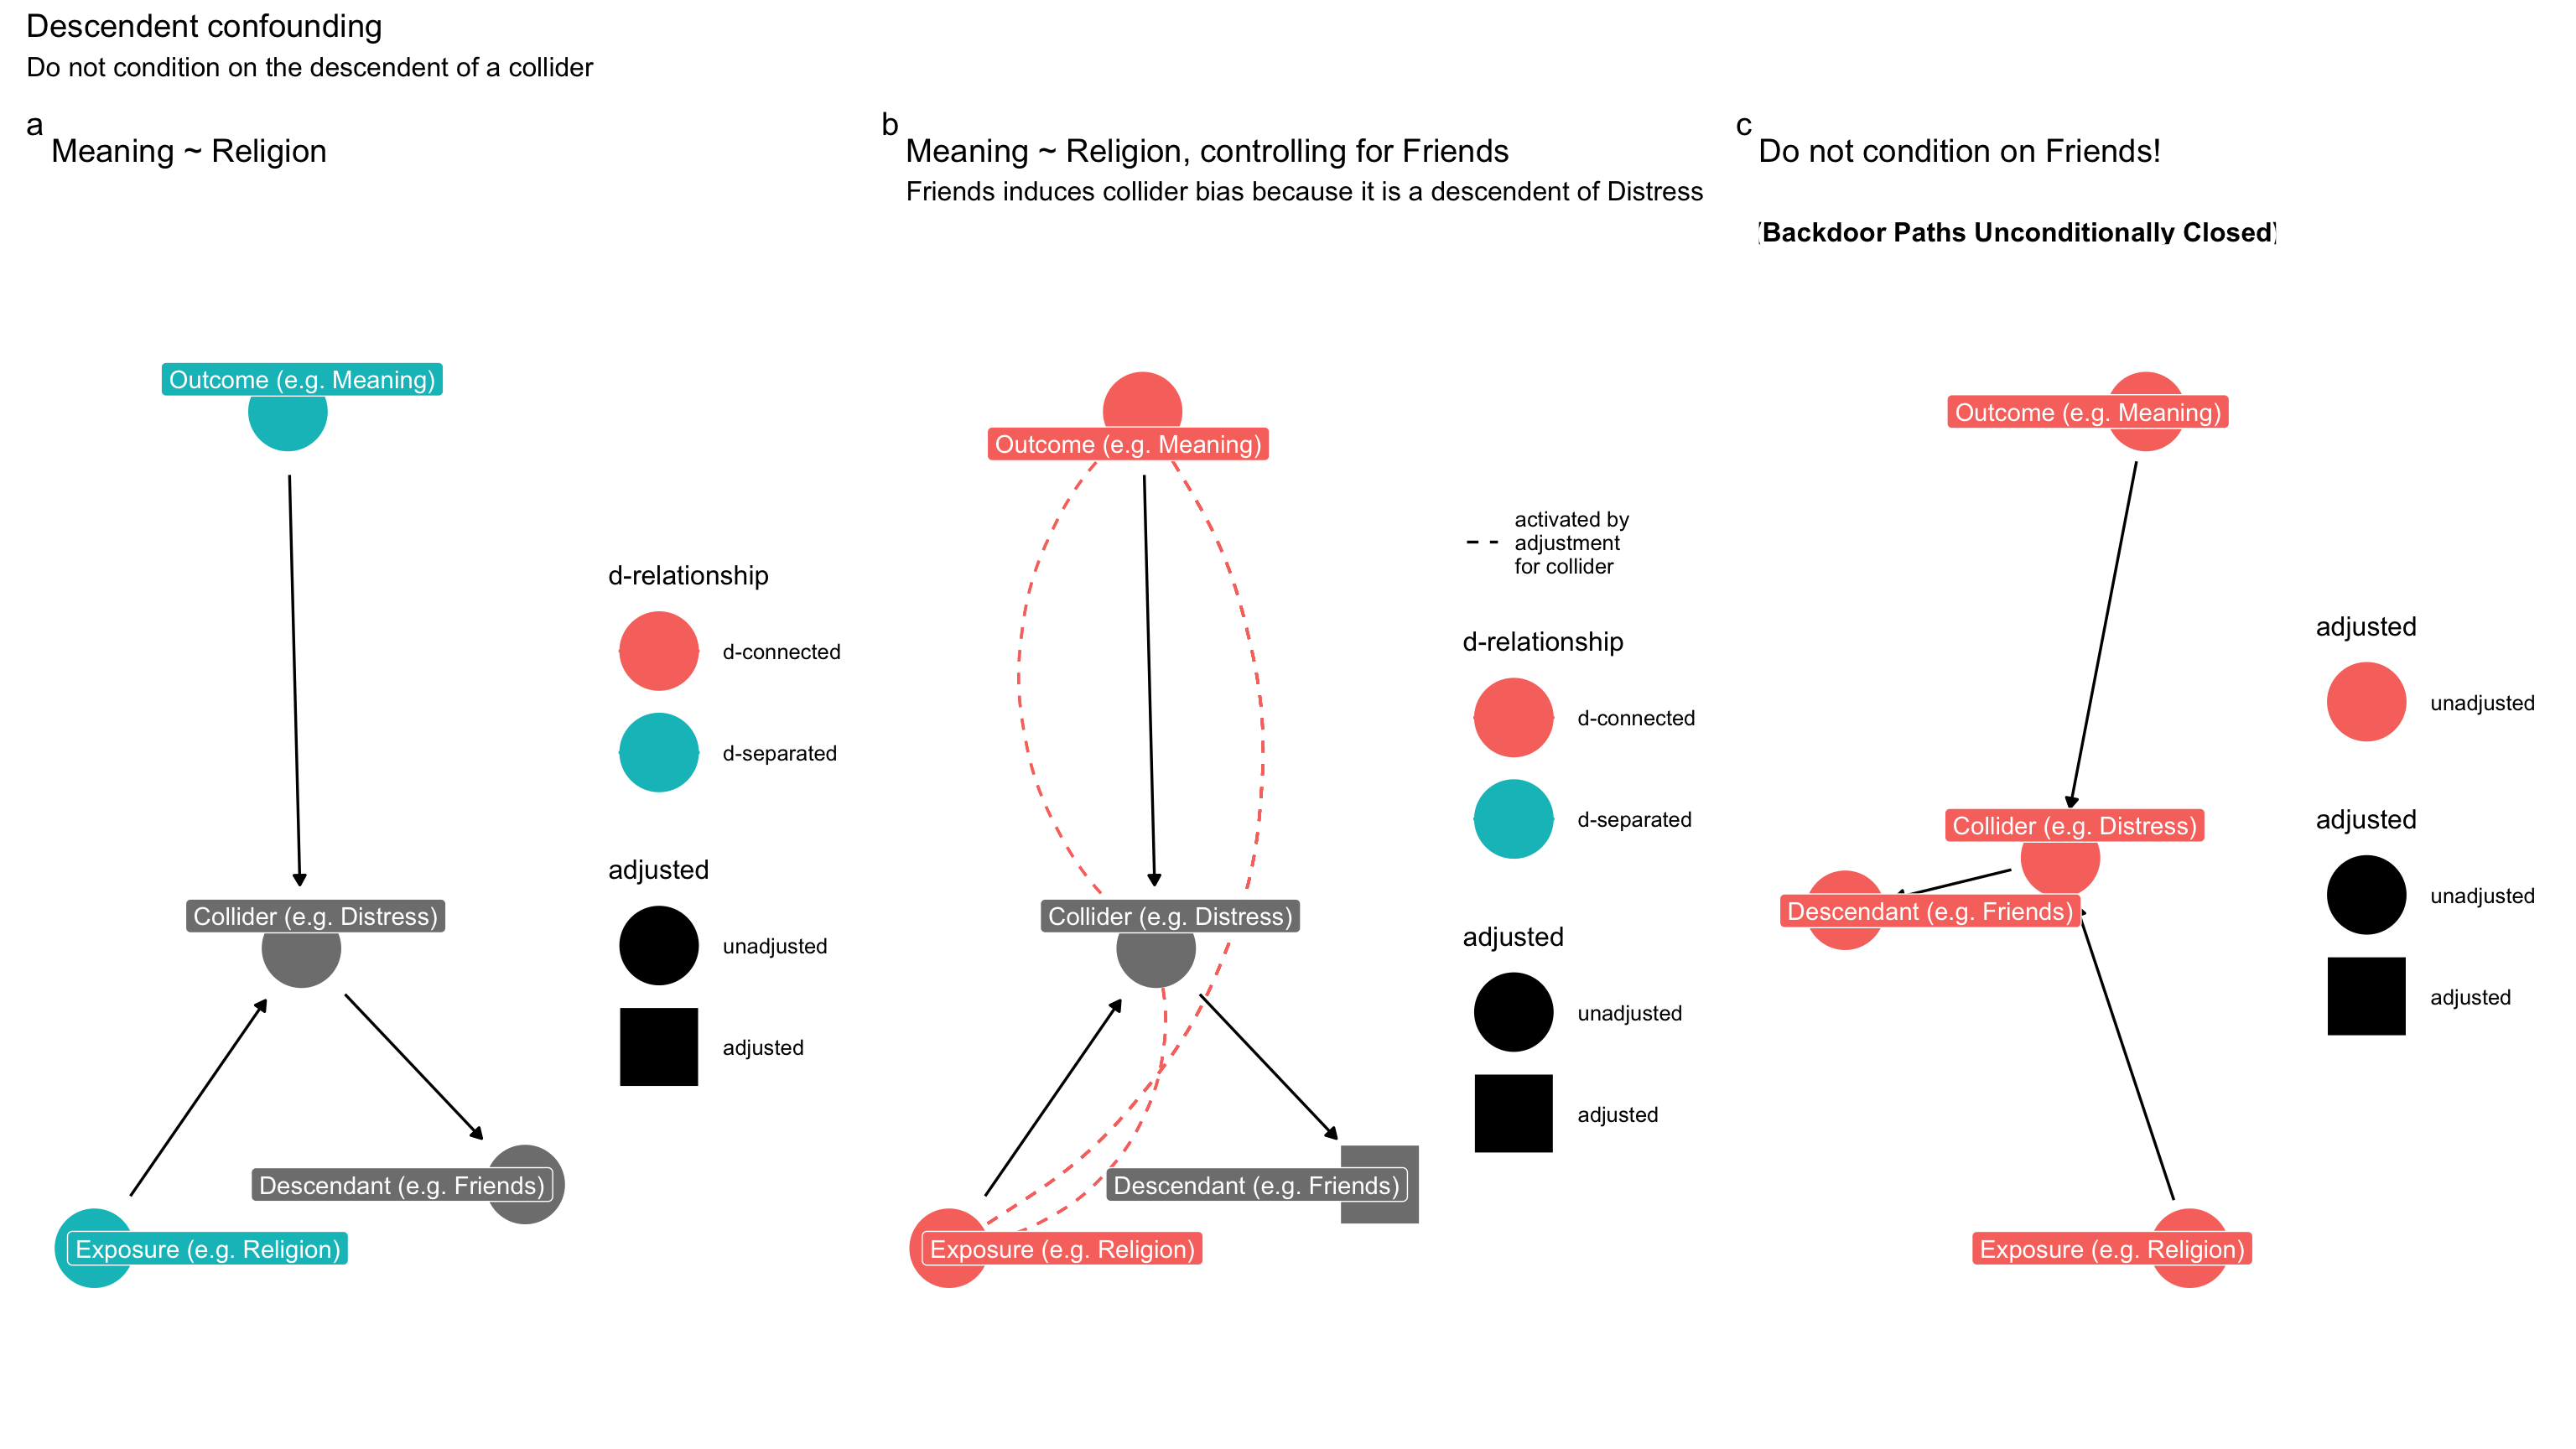 Descendent confounding
Do not condition on the descendent of a collider
a
Meaning ~ Religion
Outcome (e.g. Meaning)
Collider (e.g. Distress)
Descendant (e.g. Friends)
Exposure (e.g. Religion)
d-relationship
d-connected
d-separated
adjusted
unadjusted
adjusted
b
Meaning ~ Religion, controlling for Friends
Friends induces collider bias because it is a descendent of Distress
Outcome (e.g. Meaning)
Collider (e.g. Distress)
Descendant (e.g. Friends)
Exposure (e.g. Religion)
activated by
adjustment
for collider
d-relationship
d-connected
d-separated
adjusted
unadjusted
adjusted
c
Do not condition on Friends!
(Backdoor Paths Unconditionally Closed)
Outcome (e.g. Meaning)
Collider (e.g. Distress)
Descendant (e.g. Friends)
Exposure (e.g. Religion)
adjusted
unadjusted
adjusted
unadjusted
adjusted